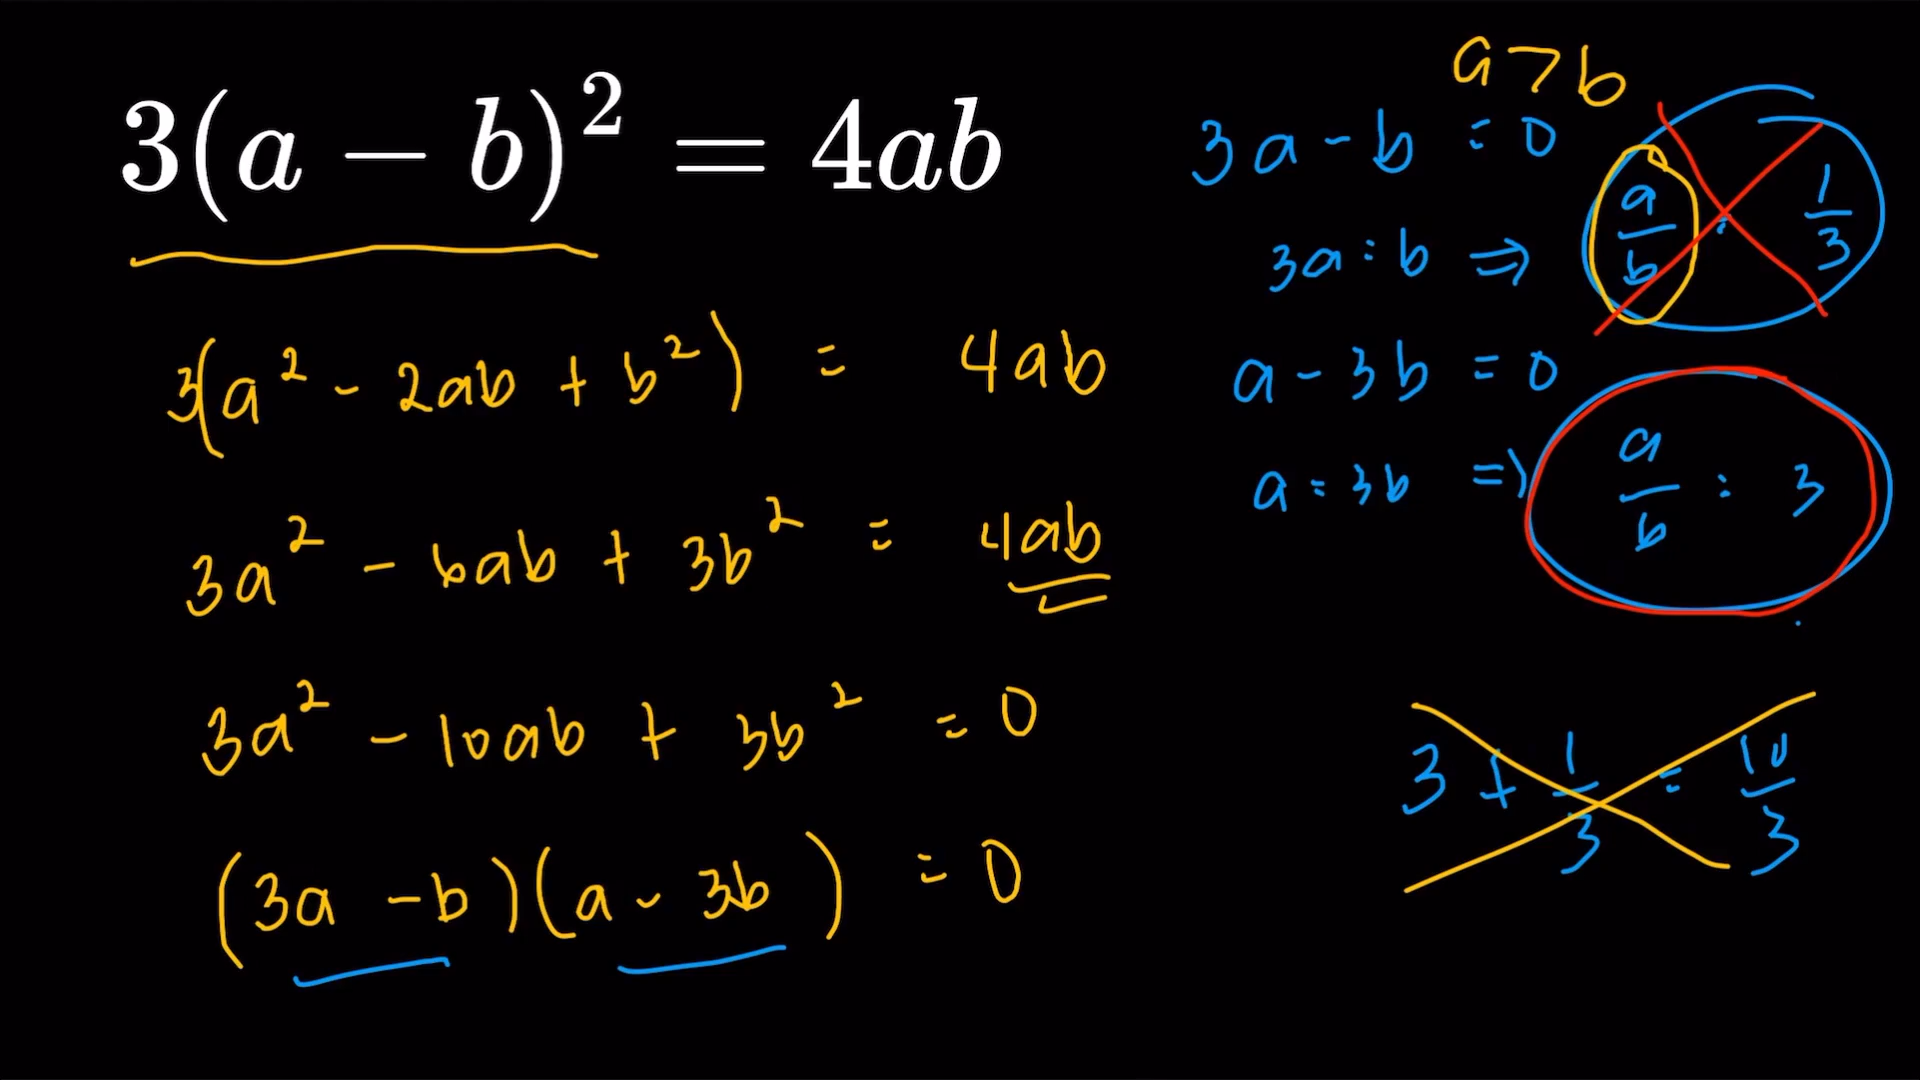 3(a − b)² = 4ab
3(a² - 2ab + b²) = 4ab
3a² - 6ab + 3b² = 4ab
3a² - 10ab + 3b² = 0
(3a - b)(a - 3b) = 0
a > b
3a - b = 0
3a = b ⇒ a/b = 1/3
a - 3b = 0
a = 3b ⇒ a/b = 3
3 + 1/3 = 10/3